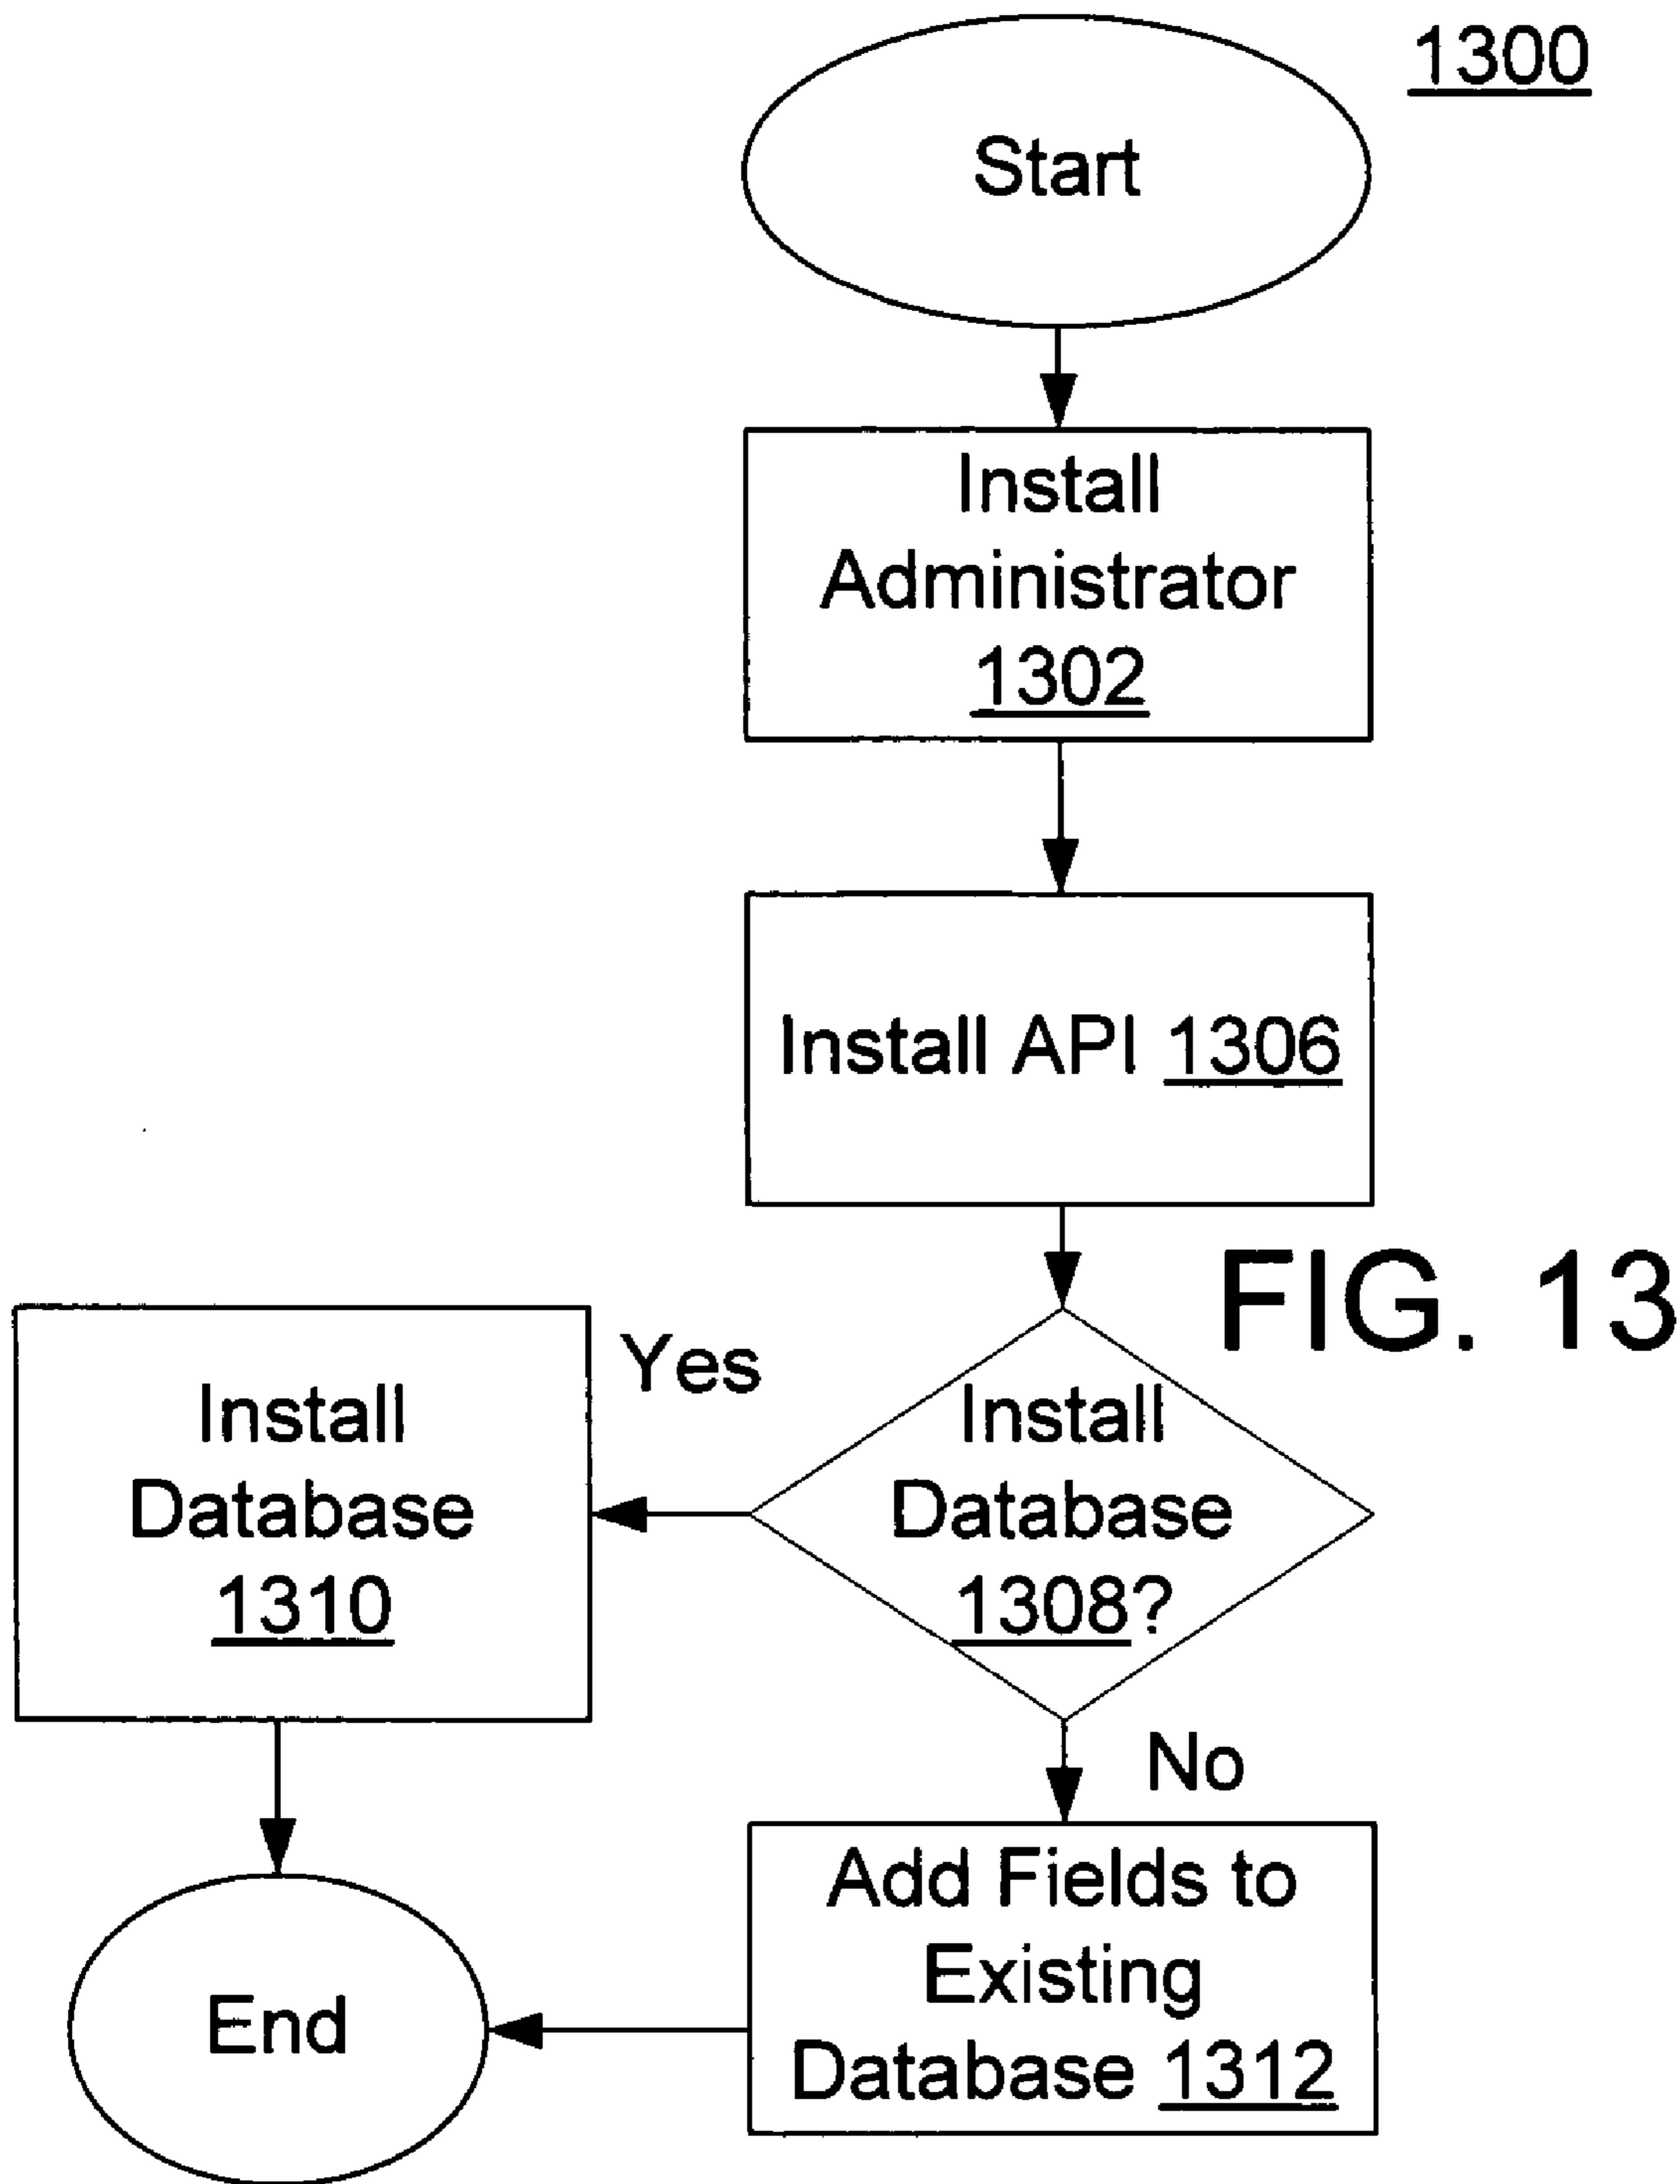 1300
Start
Install
Administrator
1302
Install API 1306
FIG. 13
Yes
Install
Database
1308?
Install
Database
1310
No
Add Fields to
Existing
Database 1312
End